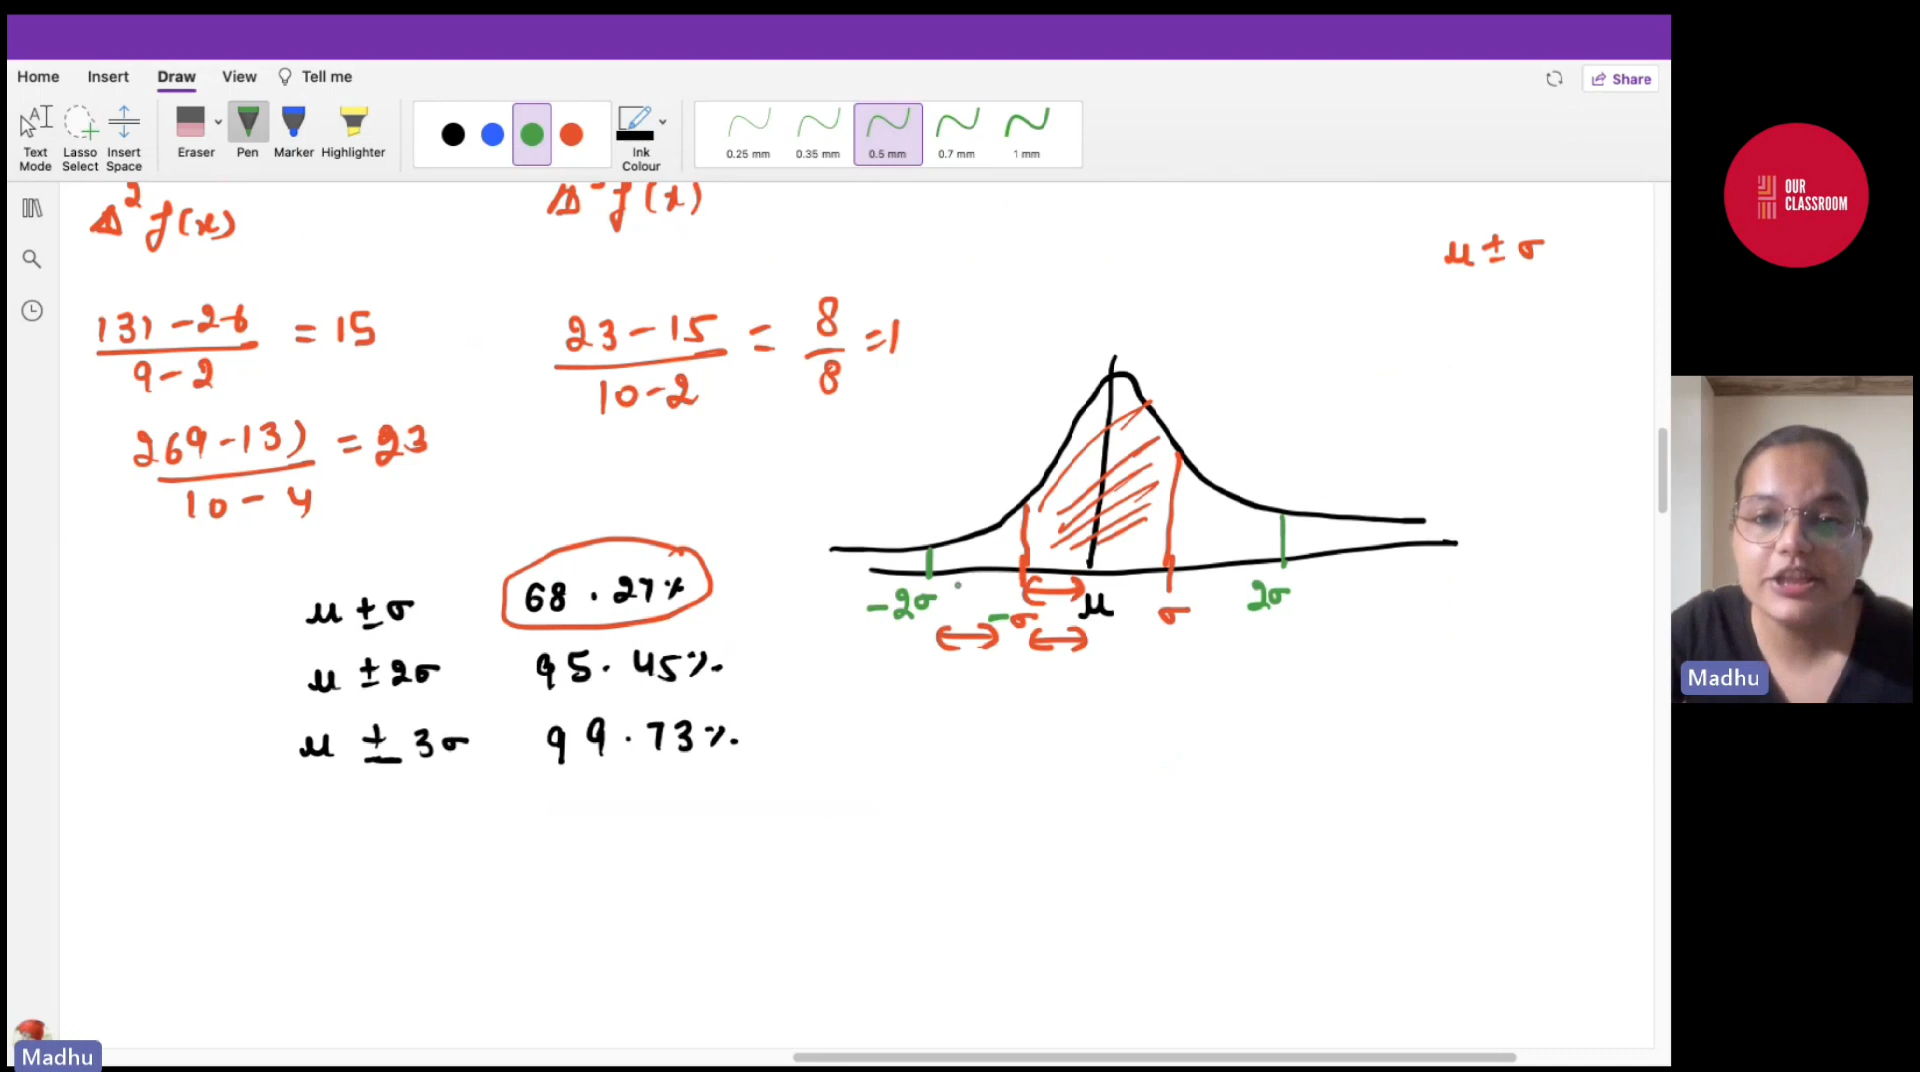 Home Insert Draw View Tell me
Share
Text Mode
Lasso Select
Insert Space
Eraser
Pen
Marker
Highlighter
Ink Colour
0.25 mm
0.35 mm
0.5 mm
0.7 mm
1 mm
OUR CLASSROOM
Δ² f(x)
Δ² f(x)
μ ± σ
131 - 26 / 9 - 2 = 15
23 - 15 / 10 - 2 = 8 / 8 = 1
269 - 131 / 10 - 4 = 23
μ ± σ 68.27%
μ ± 2σ 95.45%
μ ± 3σ 99.73%
-2σ -σ μ σ 2σ
Madhu
Madhu